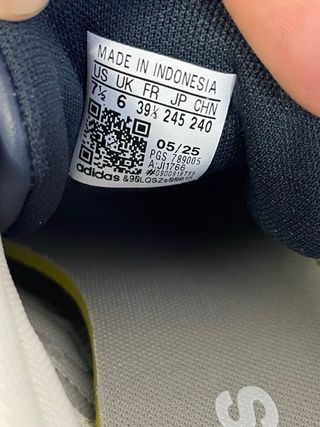 MADE IN INDONESIA
US UK FR JP CHN
7½ 6 39⅓ 245 240
05/25
PGS 789005
A:JI1766
adidas
S